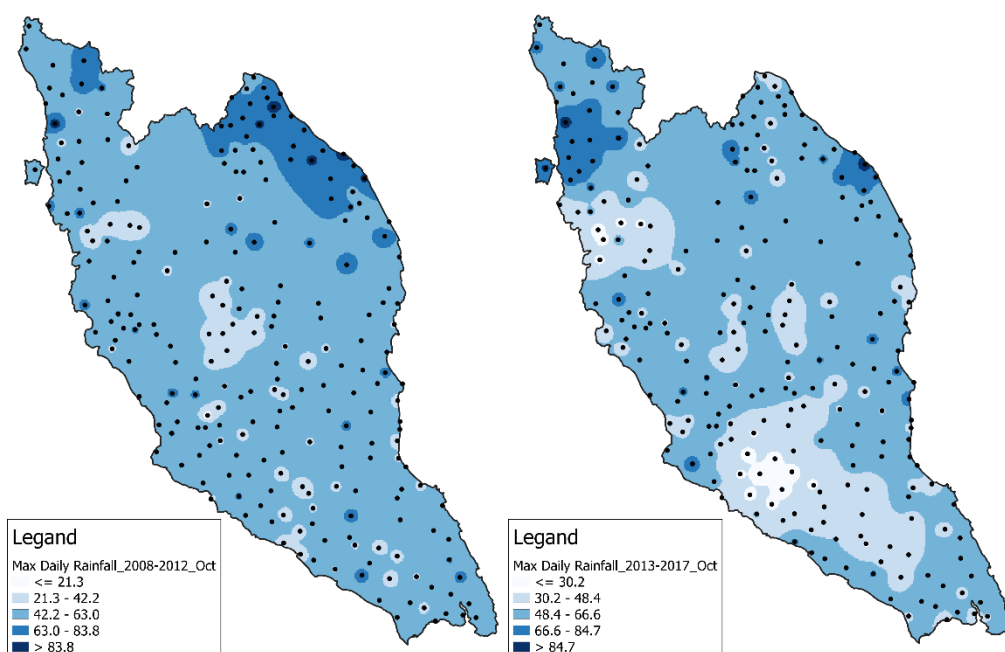 Legand
Max Daily Rainfall_2008-2012_Oct
<= 21.3
21.3 - 42.2
42.2 - 63.0
63.0 - 83.8
> 83.8
Legand
Max Daily Rainfall_2013-2017_Oct
<= 30.2
30.2 - 48.4
48.4 - 66.6
66.6 - 84.7
> 84.7